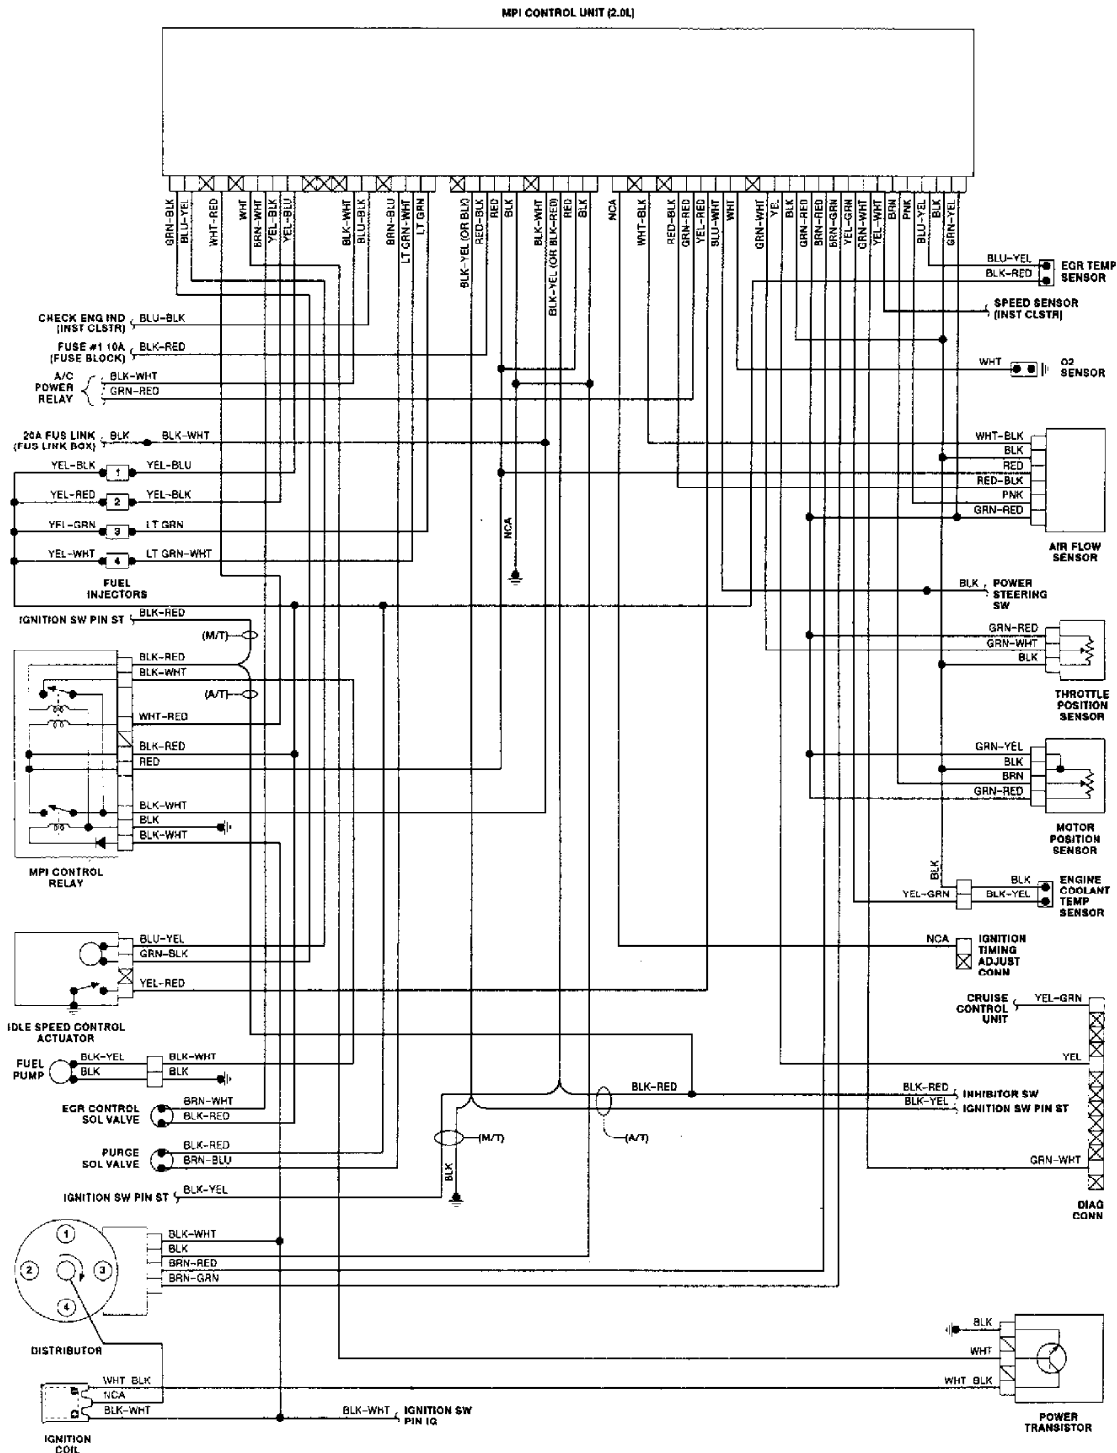 MPI CONTROL UNIT (2.0L)
GRN-BLK
BLU-YEL
WHT-RED
WHT
BRN-WHT
YEL-BLK
YEL-BLU
BLK-WHT
BLU-BLK
BRN-BLU
LT GRN-WHT
LT GRN
BLK-YEL (OR BLK)
RED-BLK
RED
BLK
BLK-WHT
BLK-YEL (OR BLK-RED)
RED
BLK
NCA
WHT-BLK
RED-BLK
GRN-RED
YEL-RED
BLU-WHT
WHT
GRN-WHT
YEL
BLK
GRN-RED
BRN-RED
BRN-GRN
YEL-GRN
GRN-WHT
YEL-WHT
BRN
PNK
BLU-YEL
BLK
GRN-YEL
BLU-YEL
BLK-RED
EGR TEMP
SENSOR
SPEED SENSOR
(INST CLSTR)
CHECK ENG IND
(INST CLSTR)
BLU-BLK
FUSE #1 10A
(FUSE BLOCK)
BLK-RED
A/C
POWER
RELAY
BLK-WHT
GRN-RED
WHT
O2
SENSOR
20A FUS LINK
(FUS LINK BOX)
BLK
BLK-WHT
YEL-BLK
1
YEL-BLU
YEL-RED
2
YEL-BLK
YEL-GRN
3
LT GRN
YEL-WHT
4
LT GRN-WHT
FUEL
INJECTORS
WHT-BLK
BLK
RED
RED-BLK
PNK
GRN-RED
AIR FLOW
SENSOR
NCA
BLK
POWER
STEERING
SW
IGNITION SW PIN ST
BLK-RED
(M/T)
BLK-RED
BLK-WHT
(A/T)
WHT-RED
BLK-RED
RED
BLK-WHT
BLK
BLK-WHT
MPI CONTROL
RELAY
GRN-RED
GRN-WHT
BLK
THROTTLE
POSITION
SENSOR
GRN-YEL
BLK
BRN
GRN-RED
MOTOR
POSITION
SENSOR
BLK
YEL-GRN
BLK
BLK-YEL
ENGINE
COOLANT
TEMP
SENSOR
BLU-YEL
GRN-BLK
YEL-RED
IDLE SPEED CONTROL
ACTUATOR
NCA
IGNITION
TIMING
ADJUST
CONN
CRUISE
CONTROL
UNIT
YEL-GRN
YEL
GRN-WHT
DIAG
CONN
FUEL
PUMP
BLK-YEL
BLK
BLK-WHT
BLK
EGR CONTROL
SOL VALVE
BRN-WHT
BLK-RED
BLK-RED
BLK-RED
BLK-YEL
INHIBITOR SW
IGNITION SW PIN ST
(M/T)
(A/T)
BLK
PURGE
SOL VALVE
BLK-RED
BRN-BLU
IGNITION SW PIN ST
BLK-YEL
1
2
3
4
BLK-WHT
BLK
BRN-RED
BRN-GRN
DISTRIBUTOR
WHT BLK
NCA
BLK-WHT
IGNITION
COIL
BLK-WHT
IGNITION SW
PIN IG
BLK
WHT
WHT BLK
POWER
TRANSISTOR